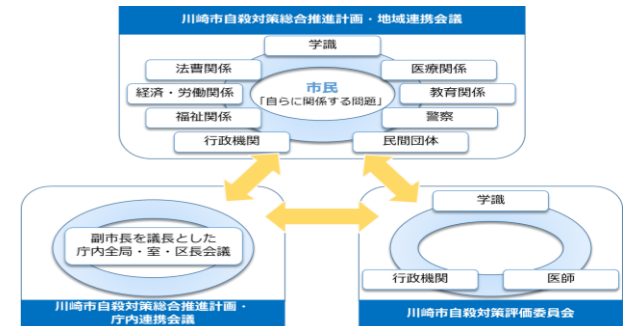 川崎市自殺対策総合推進計画・地域連携会議
学識
法曹関係
医療関係
経済・労働関係
市民
教育関係
「自らに関係する問題」
福祉関係
警察
行政機関
民間団体
副市長を議長とした
庁内全局・室・区長会議
川崎市自殺対策総合推進計画・
庁内連携会議
学識
行政機関
医師
川崎市自殺対策評価委員会